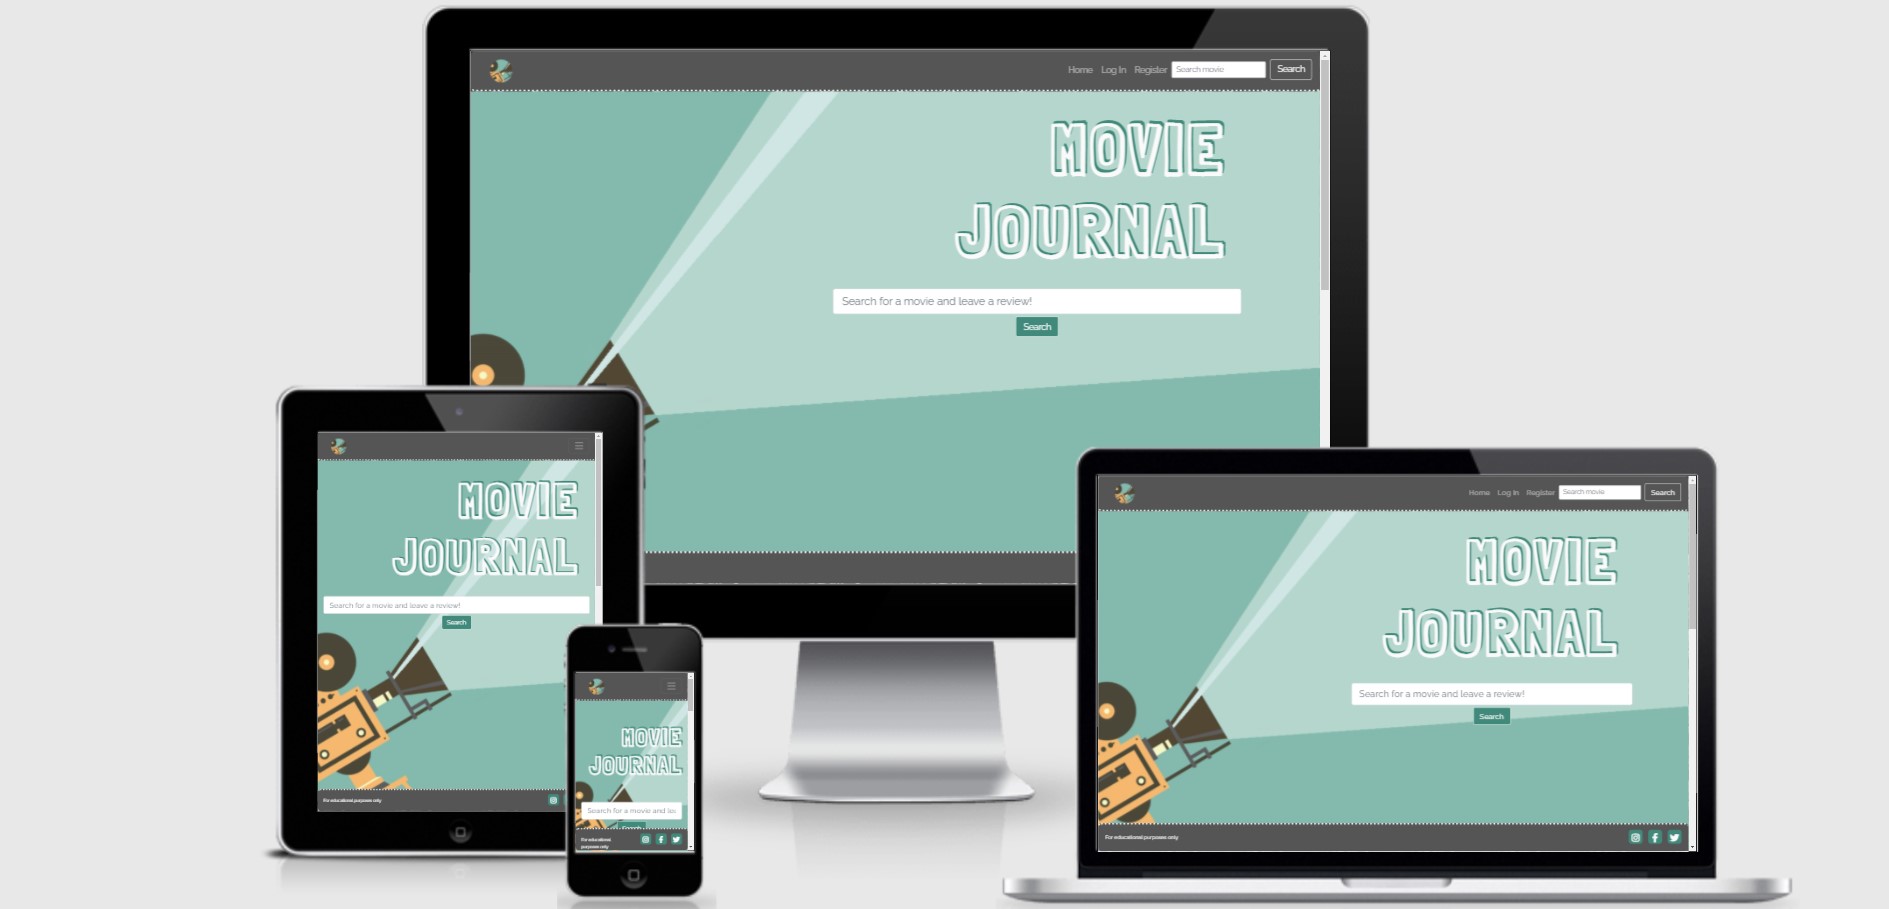 Home Log In Register Search movie Search
MOVIE
JOURNAL
Search for a movie and leave a review!
Search
MOVIE
JOURNAL
Search for a movie and leave a review!
Search
For educational purposes only
MOVIE
JOURNAL
Search for a movie and lea
For educational
purposes only
Home Log In Register Search movie Search
MOVIE
JOURNAL
Search for a movie and leave a review!
Search
For educational purposes only